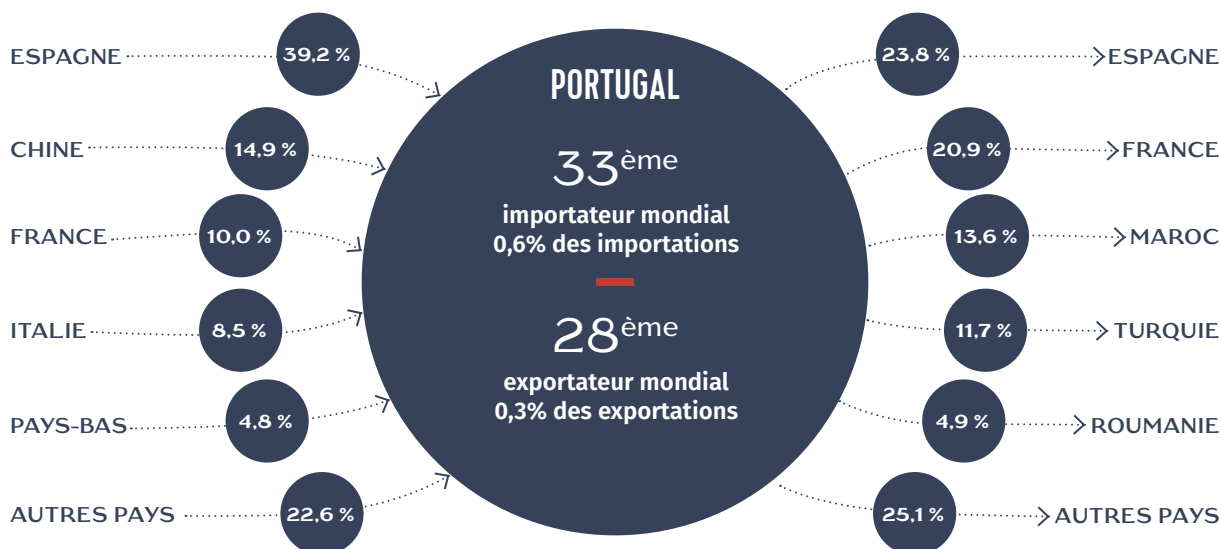 ESPAGNE
39,2 %
CHINE
14,9 %
FRANCE
10,0 %
ITALIE
8,5 %
PAYS-BAS
4,8 %
AUTRES PAYS
22,6 %
PORTUGAL
33ème
importateur mondial
0,6% des importations
28ème
exportateur mondial
0,3% des exportations
23,8 %
ESPAGNE
20,9 %
FRANCE
13,6 %
MAROC
11,7 %
TURQUIE
4,9 %
ROUMANIE
25,1 %
AUTRES PAYS